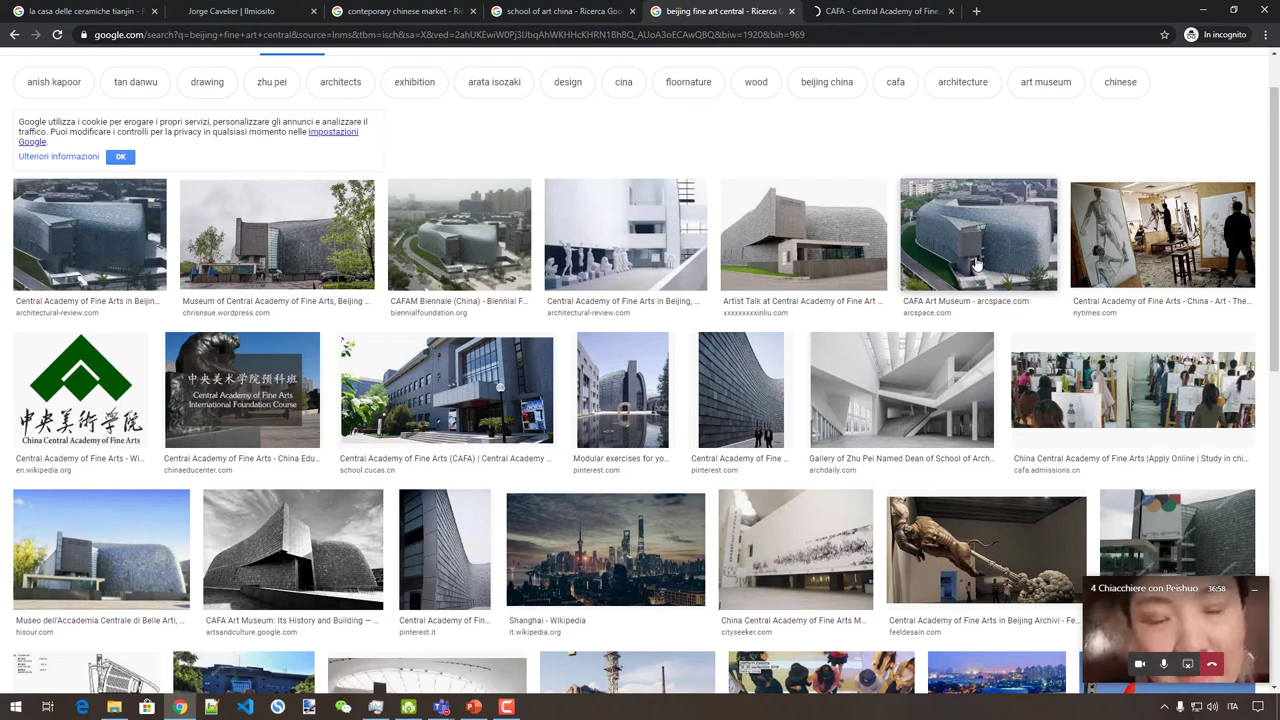 la casa delle ceramiche tian -
Jorge Cavelier | Ilmiosito
conteporary chinese market - Ric
school of art china - Ricerca Goo
beijing fine art central - Ricerca C
CAFA - Central Academy of Fine A
google.com/search?q=beijing+fine+art+central&source=lnms&tbm=isch&sa=X&ved=2ahUKEwiW0Pj3UbqAhWKHHcKHRN1Bh8Q_AUoA3oECAwQBQ&biw=1920&bih=969
In incognito
anish kapoor
tan danwu
drawing
zhu pei
architects
exhibition
arata isozaki
design
cina
floornature
wood
beijing china
cafa
architecture
art museum
chinese
Google utilizza i cookie per erogare i propri servizi, personalizzare gli annunci e analizzare il
traffico. Puoi modificare i controlli per la privacy in qualsiasi momento nelle impostazioni
Google.
Ulteriori informazioni
OK
Central Academy of Fine Arts in Beijin...
architectural-review.com
Museum of Central Academy of Fine Arts, Beijing ...
chrisnsue.wordpress.com
CAFAM Biennale (China) - Biennial F...
biennialfoundation.org
Central Academy of Fine Arts in Beijing, ...
architectural-review.com
Artist Talk at Central Academy of Fine Art ...
xxxxxxxxxinliu.com
CAFA Art Museum - arcspace.com
arcspace.com
Central Academy of Fine Arts - China - Art - The...
nytimes.com
中央美術学院
China Central Academy of Fine Arts
中央美术学院预科班
Central Academy of Fine Arts
International Foundation Course
Central Academy of Fine Arts - Wi...
en.wikipedia.org
Central Academy of Fine Arts - China Edu...
chinaeducenter.com
Central Academy of Fine Arts (CAFA) | Central Academy ...
school.cucas.cn
Modular exercises for yo...
pinterest.com
Central Academy of Fine ...
pinterest.com
Gallery of Zhu Pei Named Dean of School of Arch...
archdaily.com
China Central Academy of Fine Arts |Apply Online | Study in chi...
cafa.admissions.cn
Museo dell'Accademia Centrale di Belle Arti, ...
hisour.com
CAFA Art Museum: Its History and Building — ...
artsandculture.google.com
Central Academy of Fin...
pinterest.it
Shanghai - Wikipedia
it.wikipedia.org
China Central Academy of Fine Arts M...
cityseeker.com
Central Academy of Fine Arts in Beijing Archivi - Fe...
feeldesain.com
4 Chiacchiere con Peishuo
36:58
ITA